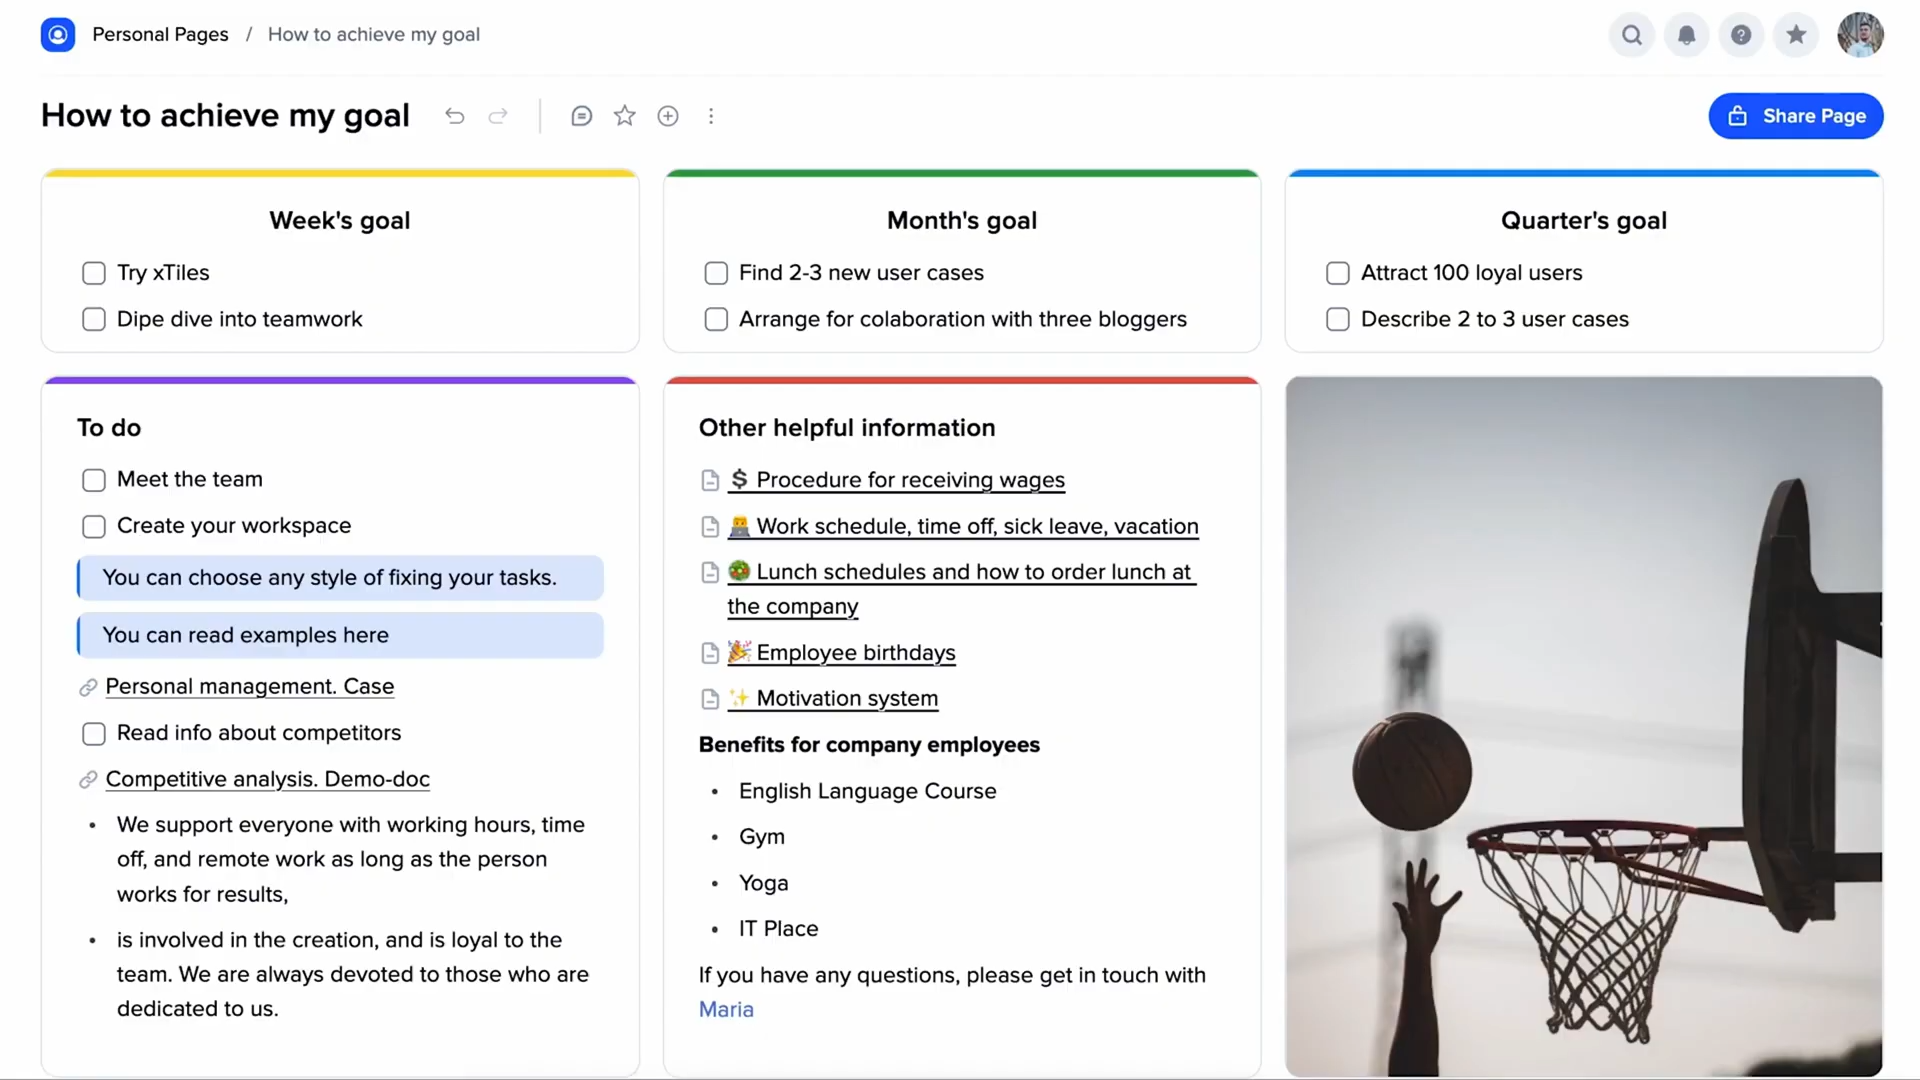 Personal Pages / How to achieve my goal
How to achieve my goal
Share Page
Week's goal
Try xTiles
Dipe dive into teamwork
Month's goal
Find 2-3 new user cases
Arrange for colaboration with three bloggers
Quarter's goal
Attract 100 loyal users
Describe 2 to 3 user cases
To do
Meet the team
Create your workspace
You can choose any style of fixing your tasks.
You can read examples here
Personal management. Case
Read info about competitors
Competitive analysis. Demo-doc
• We support everyone with working hours, time
off, and remote work as long as the person
works for results,
• is involved in the creation, and is loyal to the
team. We are always devoted to those who are
dedicated to us.
Other helpful information
💲 Procedure for receiving wages
👨‍💻 Work schedule, time off, sick leave, vacation
🥗 Lunch schedules and how to order lunch at
the company
🎉 Employee birthdays
✨ Motivation system
Benefits for company employees
• English Language Course
• Gym
• Yoga
• IT Place
If you have any questions, please get in touch with
Maria